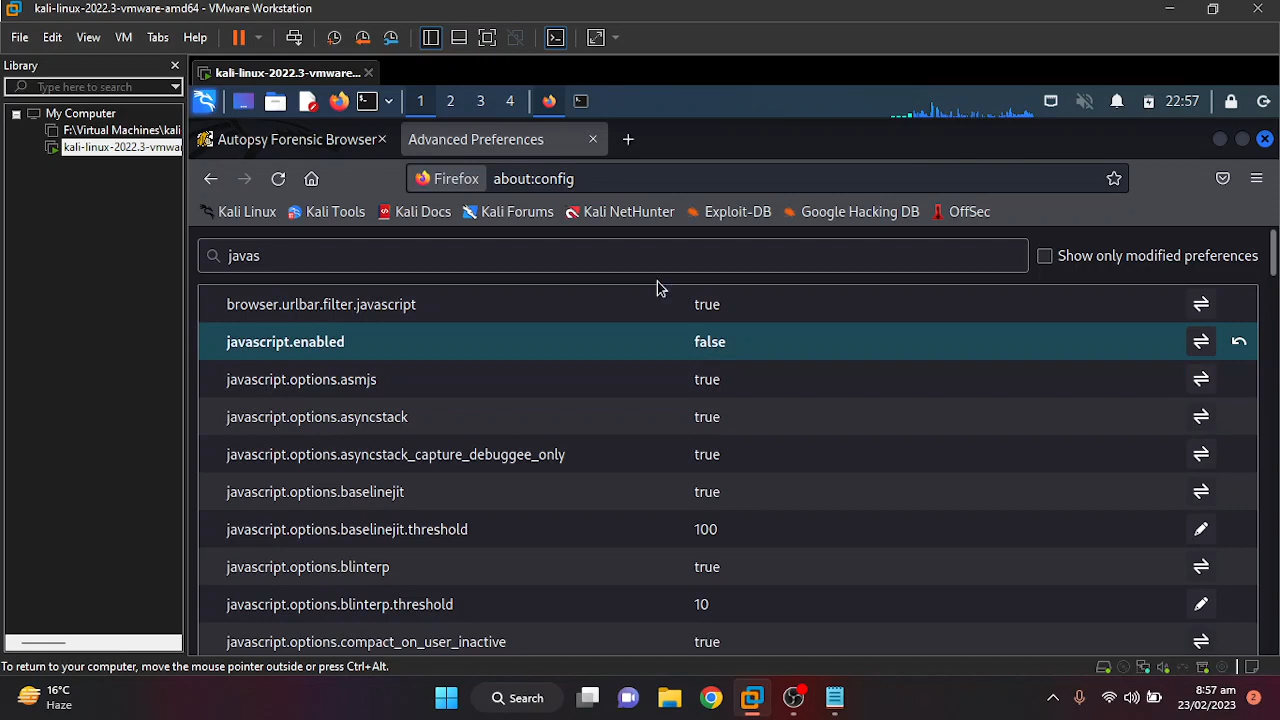 kali-linux-2022.3-vmware-amd64 - VMware Workstation
File Edit View VM Tabs Help
Library
Type here to search
My Computer
F:\Virtual Machines\kali
kali-linux-2022.3-vmwar
kali-linux-2022.3-vmware...
1 2 3 4 22:57
Autopsy Forensic Browser
Advanced Preferences
Firefox about:config
Kali Linux Kali Tools Kali Docs Kali Forums Kali NetHunter Exploit-DB Google Hacking DB OffSec
javas Show only modified preferences
browser.urlbar.filter.javascript true
javascript.enabled false
javascript.options.asmjs true
javascript.options.asyncstack true
javascript.options.asyncstack_capture_debuggee_only true
javascript.options.baselinejit true
javascript.options.baselinejit.threshold 100
javascript.options.blinterp true
javascript.options.blinterp.threshold 10
javascript.options.compact_on_user_inactive true
To return to your computer, move the mouse pointer outside or press Ctrl+Alt.
16°C
Haze
Search
8:57 am
23/02/2023
2